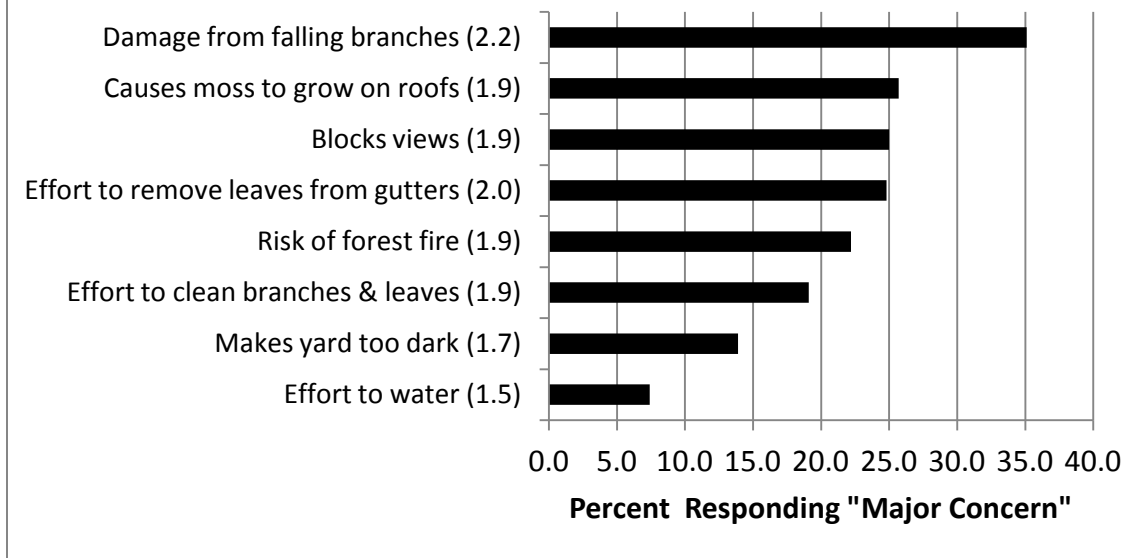 Damage from falling branches (2.2)
Causes moss to grow on roofs (1.9)
Blocks views (1.9)
Effort to remove leaves from gutters (2.0)
Risk of forest fire (1.9)
Effort to clean branches & leaves (1.9)
Makes yard too dark (1.7)
Effort to water (1.5)
0.0 5.0 10.0 15.0 20.0 25.0 30.0 35.0 40.0
Percent Responding "Major Concern"